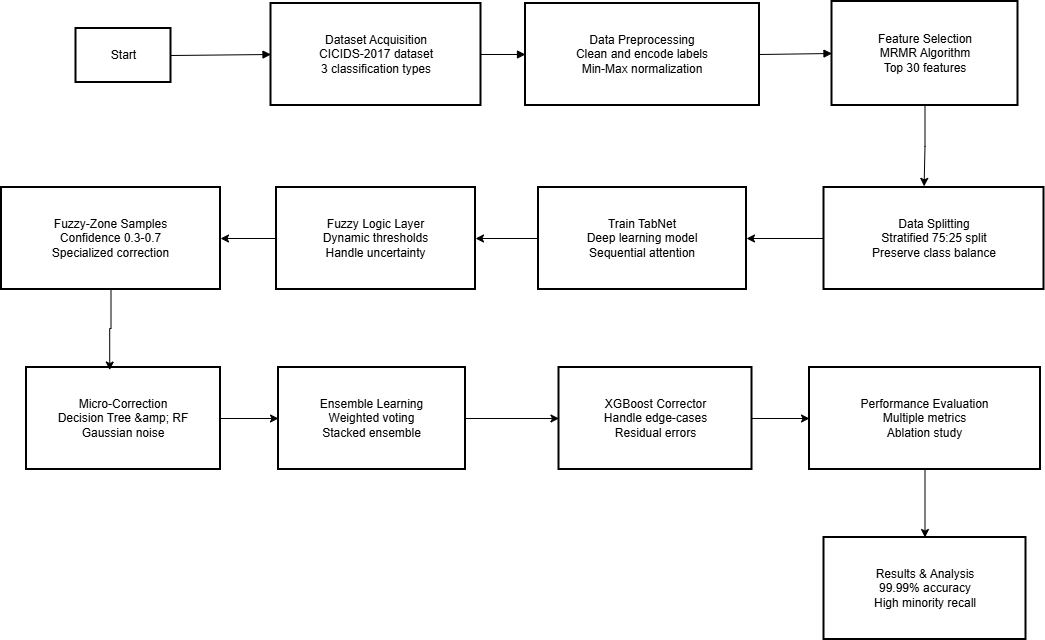 Start
Dataset Acquisition
CICIDS-2017 dataset
3 classification types
Data Preprocessing
Clean and encode labels
Min-Max normalization
Feature Selection
MRMR Algorithm
Top 30 features
Data Splitting
Stratified 75:25 split
Preserve class balance
Train TabNet
Deep learning model
Sequential attention
Fuzzy Logic Layer
Dynamic thresholds
Handle uncertainty
Fuzzy-Zone Samples
Confidence 0.3-0.7
Specialized correction
Micro-Correction
Decision Tree &amp; RF
Gaussian noise
Ensemble Learning
Weighted voting
Stacked ensemble
XGBoost Corrector
Handle edge-cases
Residual errors
Performance Evaluation
Multiple metrics
Ablation study
Results & Analysis
99.99% accuracy
High minority recall